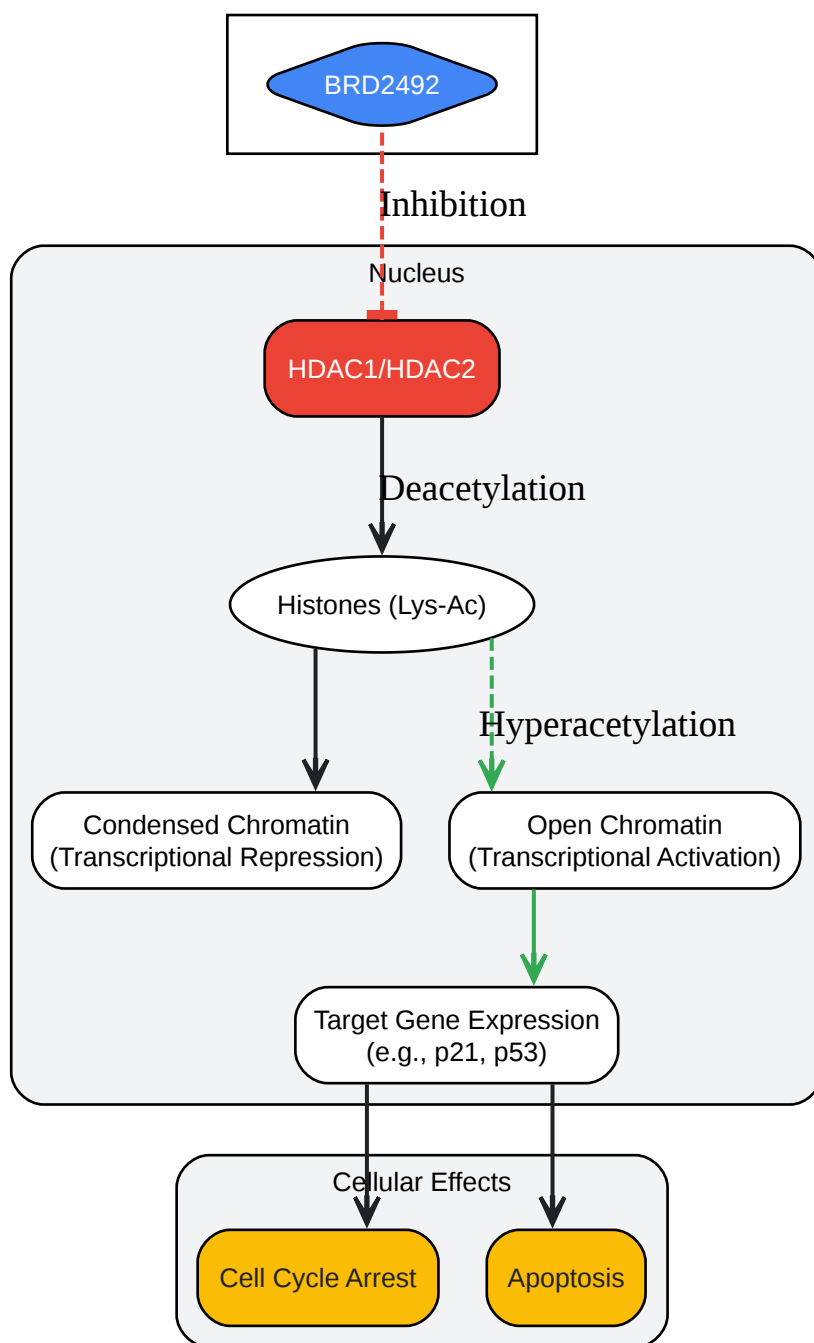 BRD2492
Inhibition
Nucleus
HDAC1/HDAC2
Deacetylation
Histones (Lys-Ac)
Hyperacetylation
Condensed Chromatin
(Transcriptional Repression)
Open Chromatin
(Transcriptional Activation)
Target Gene Expression
(e.g., p21, p53)
Cellular Effects
Cell Cycle Arrest
Apoptosis